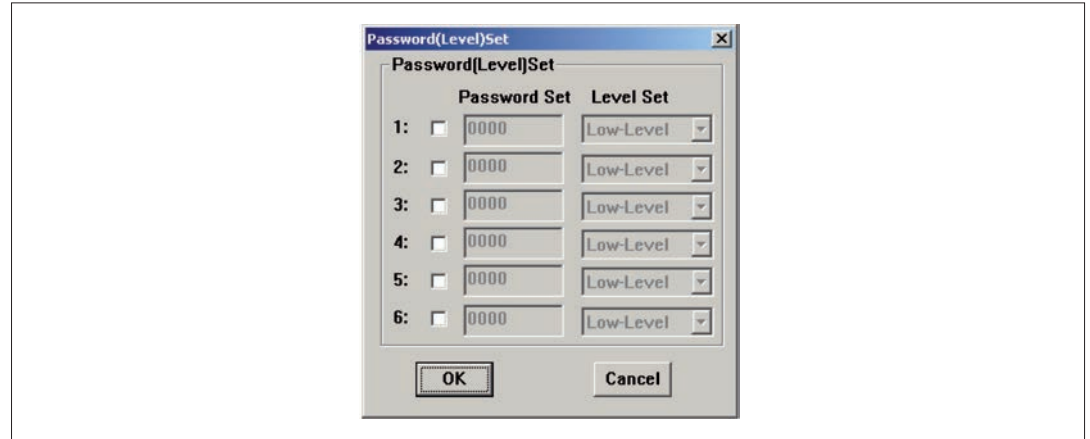 Password(Level)Set
Password(Level)Set
Password Set Level Set
1: 0000 Low-Level
2: 0000 Low-Level
3: 0000 Low-Level
4: 0000 Low-Level
5: 0000 Low-Level
6: 0000 Low-Level
OK Cancel